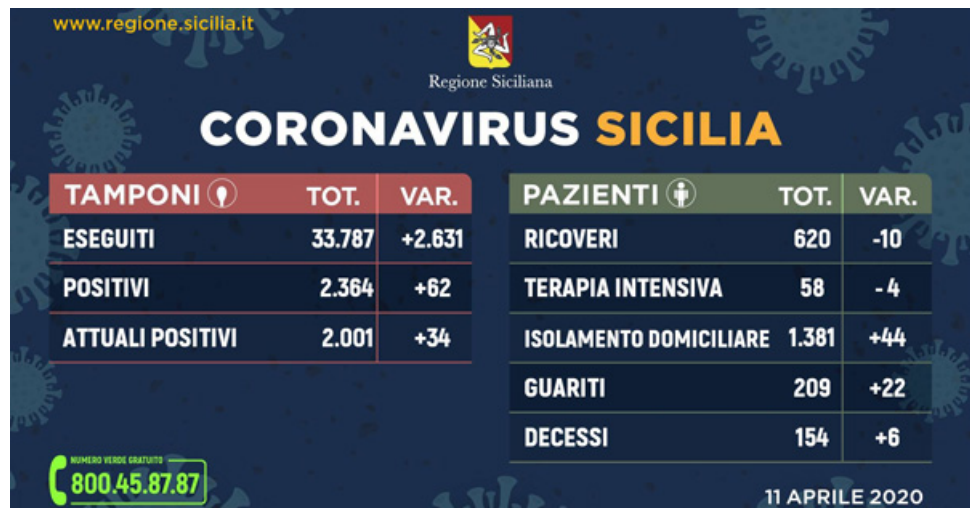 www.regione.sicilia.it
Regione Siciliana
CORONAVIRUS SICILIA
TAMPONI TOT. VAR.
ESEGUITI 33.787 +2.631
POSITIVI 2.364 +62
ATTUALI POSITIVI 2.001 +34
PAZIENTI TOT. VAR.
RICOVERI 620 -10
TERAPIA INTENSIVA 58 - 4
ISOLAMENTO DOMICILIARE 1.381 +44
GUARITI 209 +22
DECESSI 154 +6
NUMERO VERDE GRATUITO
800.45.87.87
11 APRILE 2020